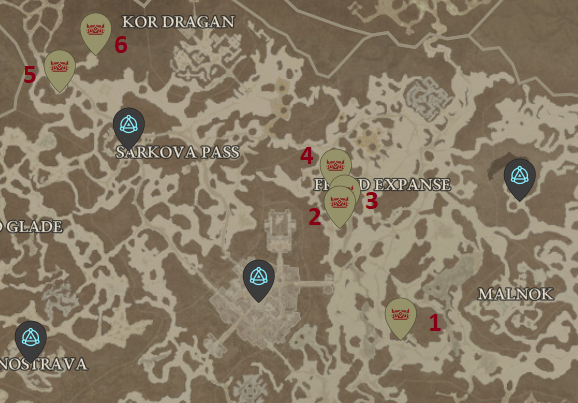 KOR DRAGAN
6
5
SARKOVA PASS
4
EXPANSE
3
2
GLADE
MALNOK
1
NOSTRAVA